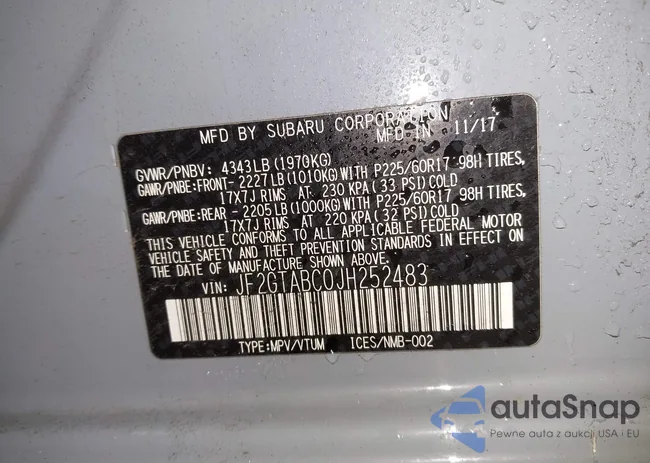 MFD BY SUBARU CORPORATION
MFD IN 11/17
GVWR/PNBV: 4343LB(1970KG)
GAWR/PNBE:FRONT-2227LB(1010KG)WITH P225/60R17 98H TIRES,
17X7J RIMS AT 230 KPA(33 PSI)COLD
GAWR/PNBE:REAR -2205LB(1000KG)WITH P225/60R17 98H TIRES,
17X7J RIMS AT 220 KPA(32 PSI)COLD
THIS VEHICLE CONFORMS TO ALL APPLICABLE FEDERAL MOTOR
VEHICLE SAFETY AND THEFT PREVENTION STANDARDS IN EFFECT ON
THE DATE OF MANUFACTURE SHOWN ABOVE.
VIN: JF2GTABC0JH252483
TYPE:MPV/VTUM ICES/NMB-002
autaSnap
Pewne auta z aukcji USA i EU